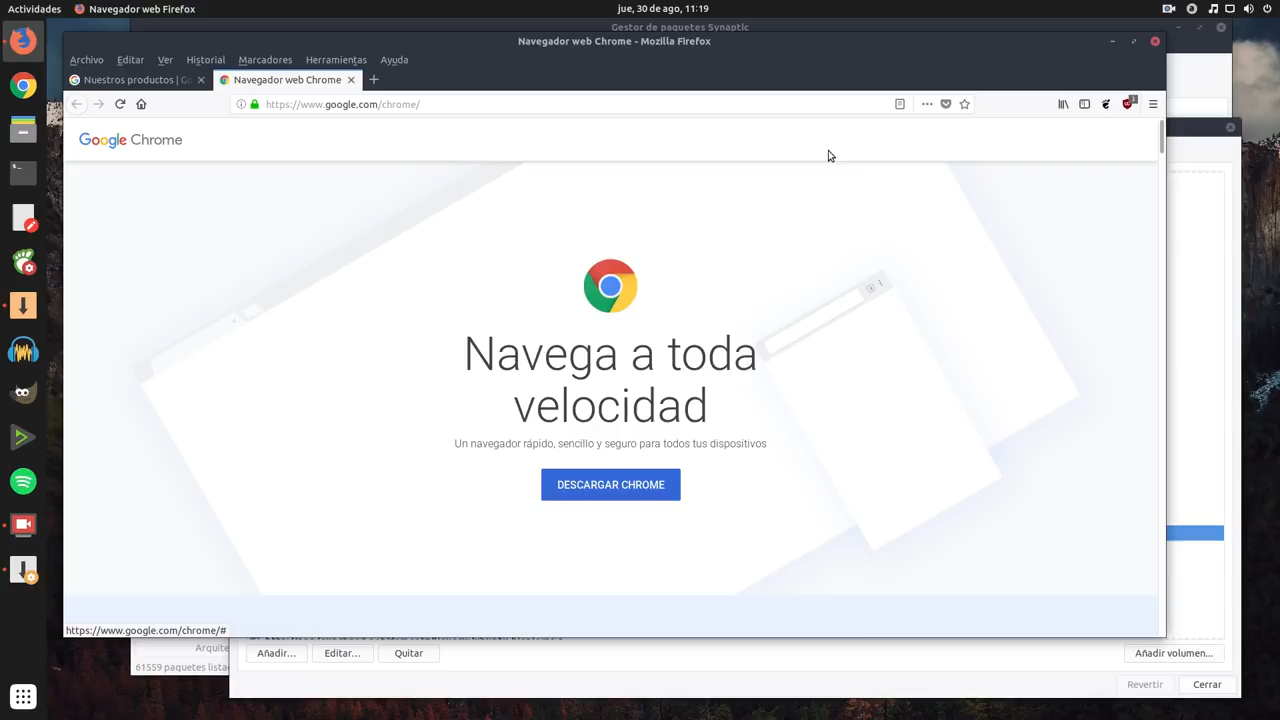 Actividades
Navegador web Firefox
jue, 30 de ago, 11:19
Gestor de paquetes Synaptic
Navegador web Chrome - Mozilla Firefox
Archivo Editar Ver Historial Marcadores Herramientas Ayuda
Nuestros productos | Go
Navegador web Chrome
https://www.google.com/chrome/
Google Chrome
Navega a toda
velocidad
Un navegador rápido, sencillo y seguro para todos tus dispositivos
DESCARGAR CHROME
https://www.google.com/chrome/#
Arquite
Añadir... Editar... Quitar Añadir volumen...
61559 paquetes listad
Revertir Cerrar